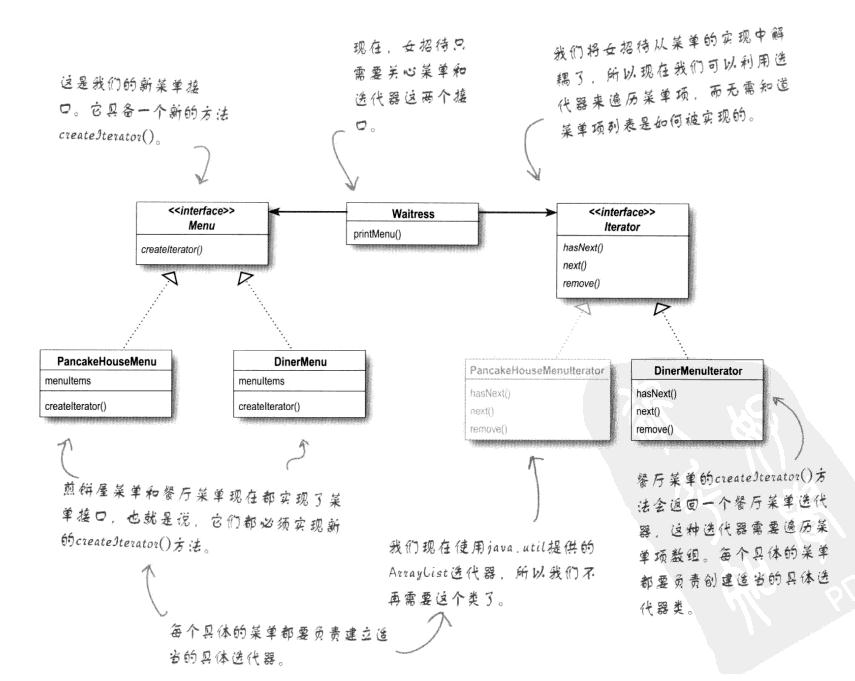 这是我们的新菜单接
口。它具备一个新的方法
createIterator()。
现在，女招待只
需要关心菜单和
迭代器这两个接
口。
我们将女招待从菜单的实现中解
耦了，所以现在我们可以利用迭
代器来遍历菜单项，而无需知道
菜单项列表是如何被实现的。
<<interface>>
Menu
createIterator()
Waitress
printMenu()
<<interface>>
Iterator
hasNext()
next()
remove()
PancakeHouseMenu
menuItems
createIterator()
DinerMenu
menuItems
createIterator()
PancakeHouseMenuIterator
hasNext()
next()
remove()
DinerMenuIterator
hasNext()
next()
remove()
煎饼屋菜单和餐厅菜单现在都实现了菜
单接口，也就是说，它们都必须实现新
的createIterator()方法。
我们现在使用java.util提供的
ArrayList迭代器，所以我们不
再需要这个类了。
餐厅菜单的createIterator()方
法会返回一个餐厅菜单迭代
器，这种迭代器需要遍历菜
单项数组。每个具体的菜单
都要负责创建适当的具体迭
代器类。
每个具体的菜单都要负责建立适
当的具体迭代器。